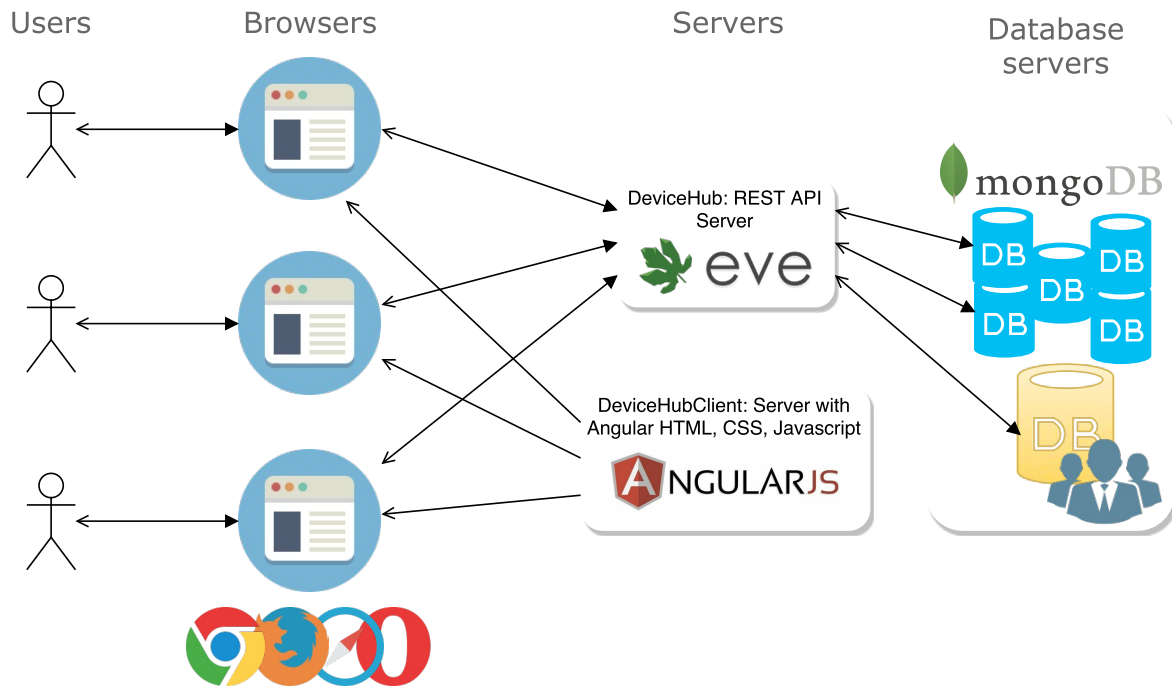 Users
Browsers
Servers
Database
servers
DeviceHub: REST API
Server
eve
mongoDB
DB
DB
DB
DB
DB
DB
DeviceHubClient: Server with
Angular HTML, CSS, Javascript
A
NGULARJS